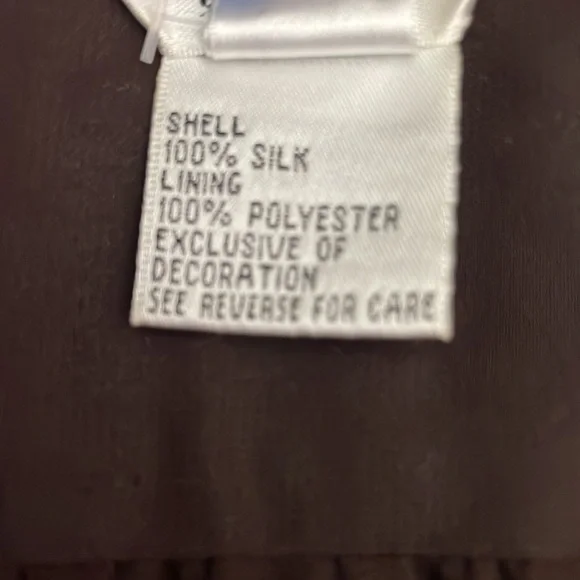 SHELL
100% SILK
LINING
100% POLYESTER
EXCLUSIVE OF
DECORATION
SEE REVERSE FOR CARE